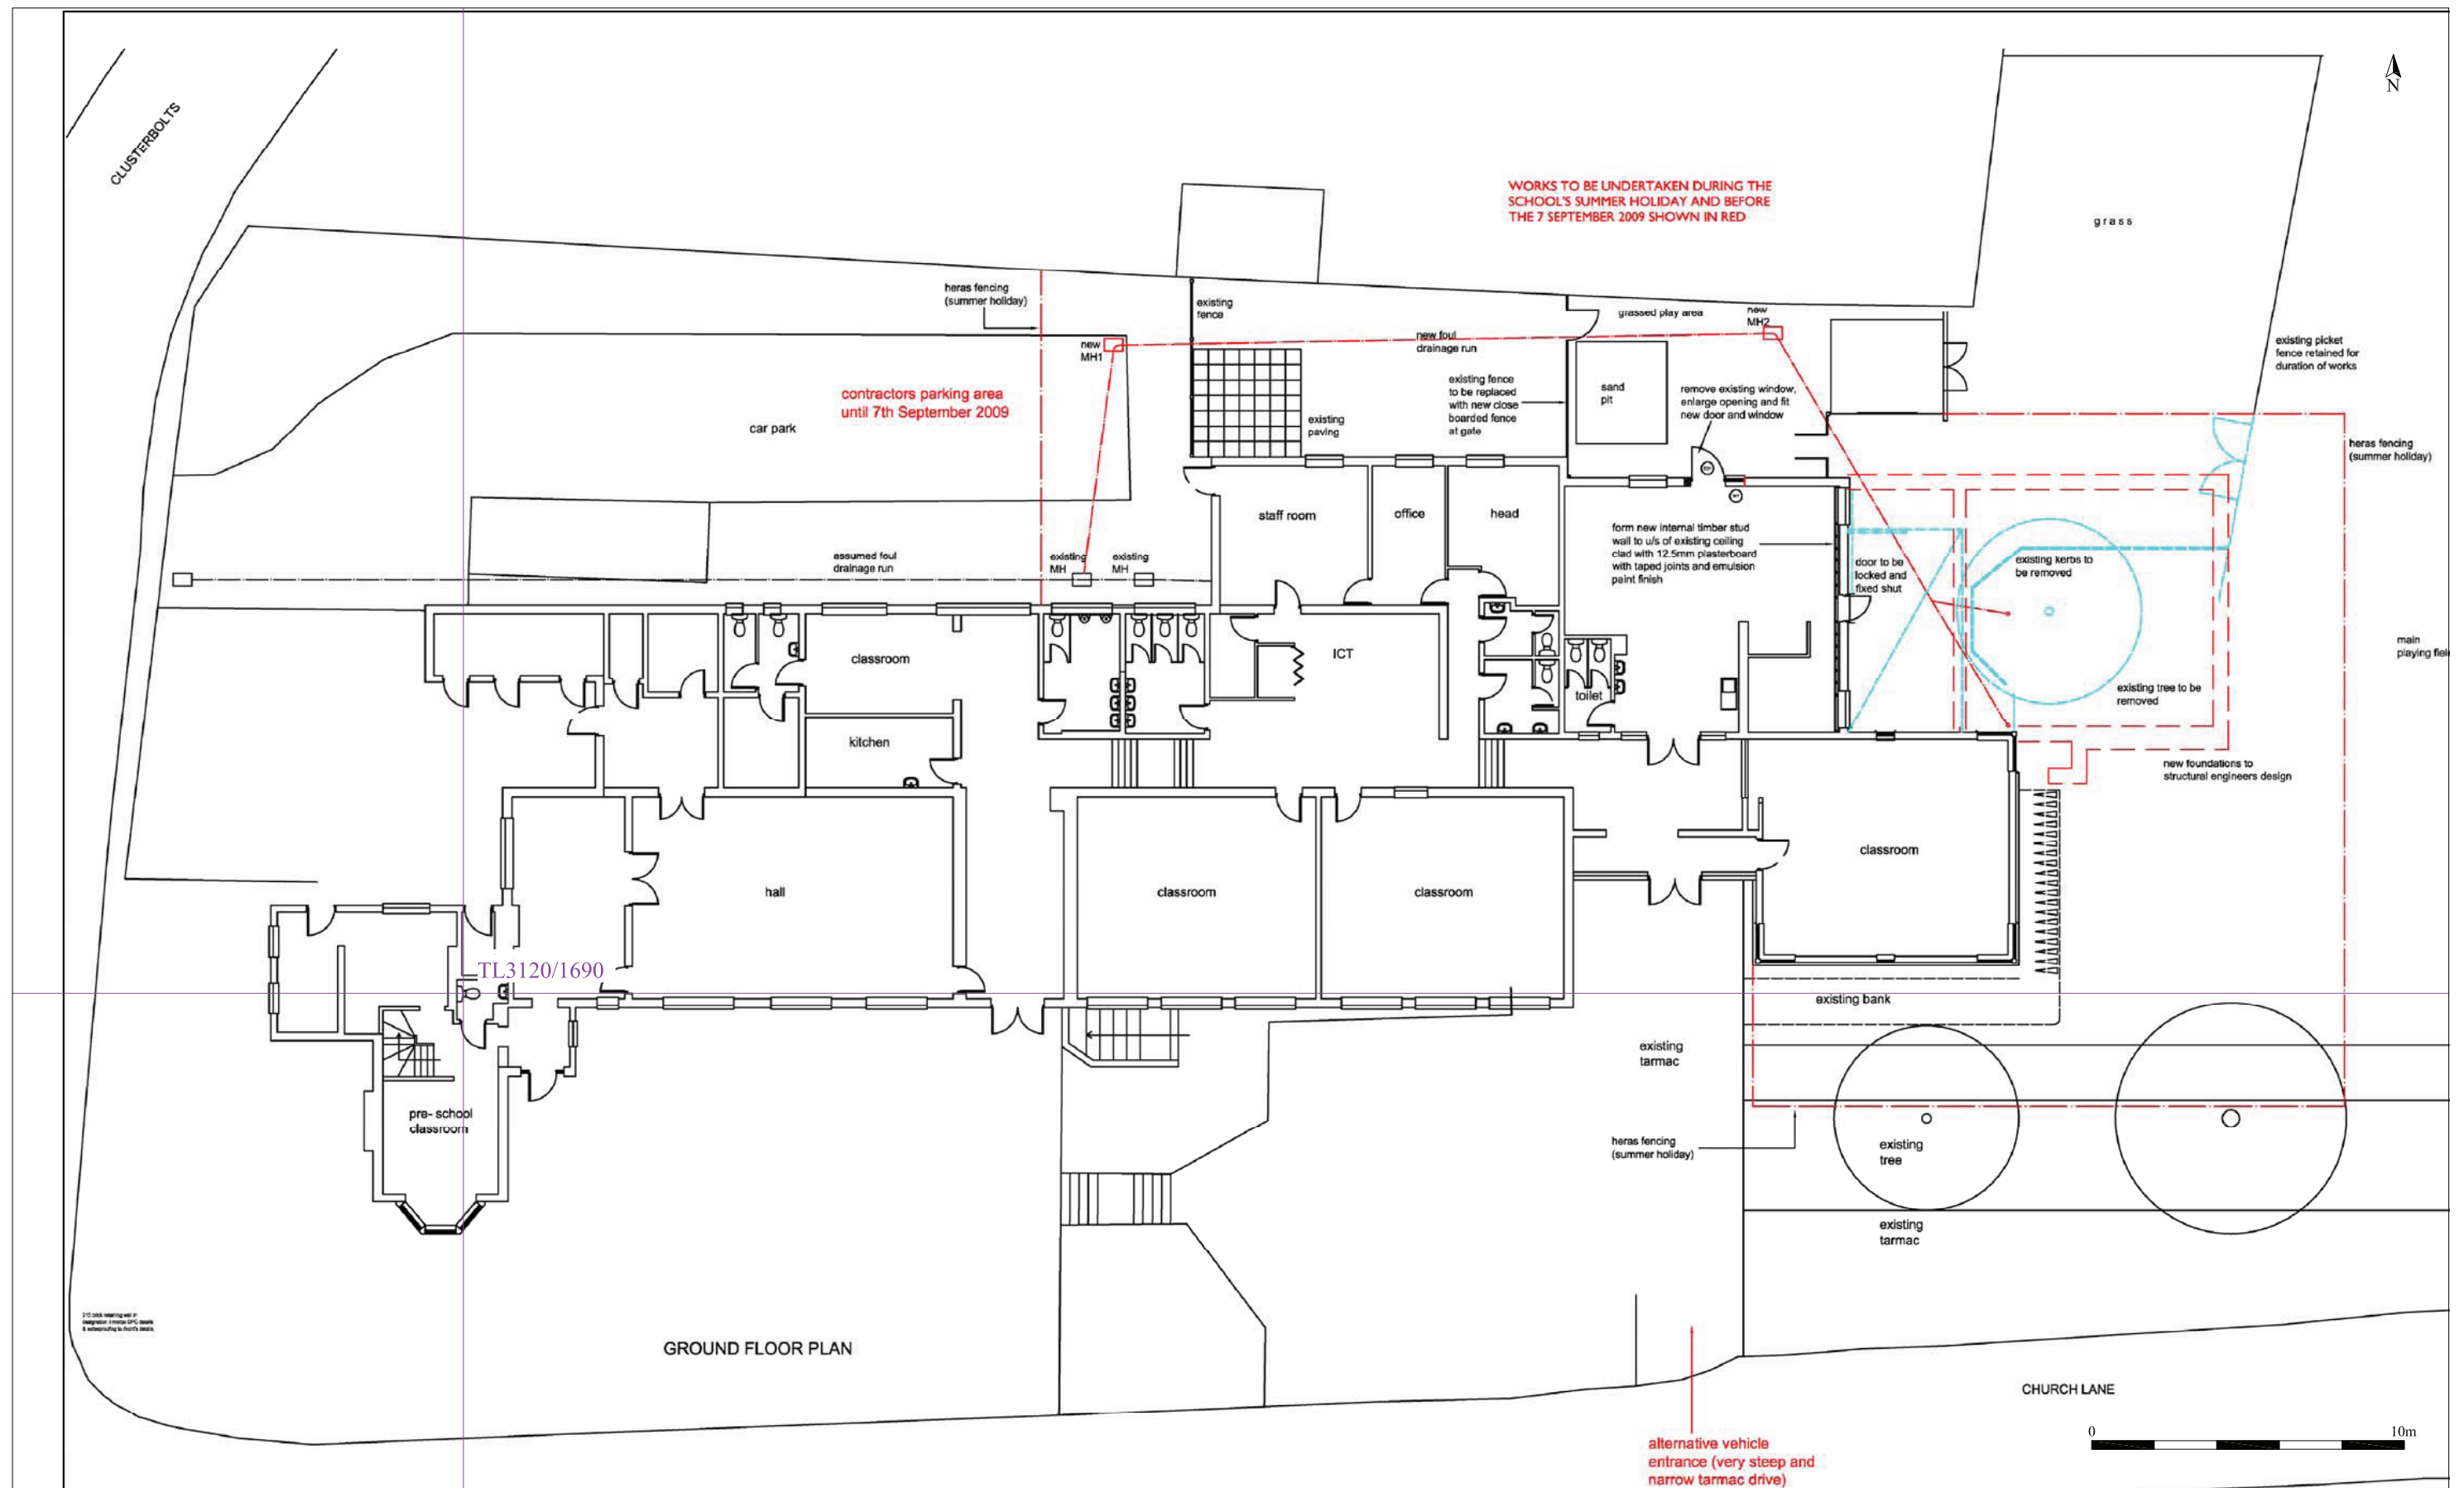 CLUSTERBOLTS
N
WORKS TO BE UNDERTAKEN DURING THE
SCHOOL'S SUMMER HOLIDAY AND BEFORE
THE 7 SEPTEMBER 2009 SHOWN IN RED
grass
heras fencing
(summer holiday)
existing
fence
grassed play area
new
MH2
new
MH1
new foul
drainage run
existing picket
fence retained for
duration of works
contractors parking area
until 7th September 2009
car park
existing fence
to be replaced
with new close
boarded fence
at gate
sand
pit
remove existing window,
enlarge opening and fit
new door and window
existing
paving
heras fencing
(summer holiday)
staff room
office
head
form new internal timber stud
wall to u/s of existing ceiling
clad with 12.5mm plasterboard
with taped joints and emulsion
paint finish
assumed foul
drainage run
existing
MH
existing
MH
door to be
locked and
fixed shut
existing kerbs to
be removed
classroom
ICT
toilet
main
playing fiel
existing tree to be
removed
kitchen
new foundations to
structural engineers design
hall
classroom
classroom
classroom
TL3120/1690
existing bank
existing
tarmac
pre- school
classroom
heras fencing
(summer holiday)
existing
tree
existing
tarmac
GROUND FLOOR PLAN
CHURCH LANE
0 10m
alternative vehicle
entrance (very steep and
narrow tarmac drive)